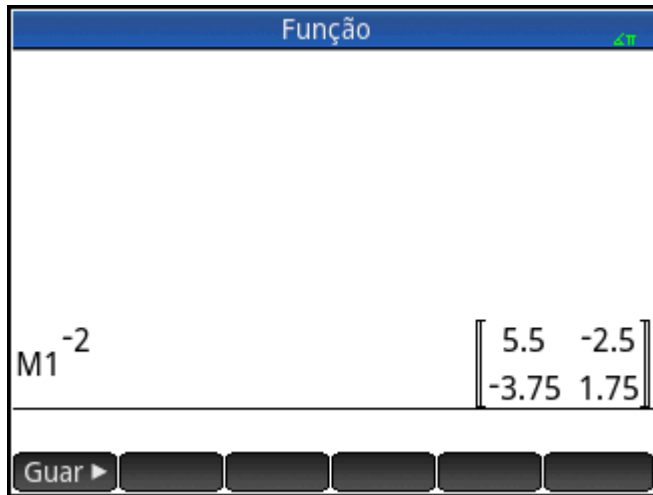 Função
∡π
M1⁻² [[5.5 -2.5]
[-3.75 1.75]]
Guar ▶